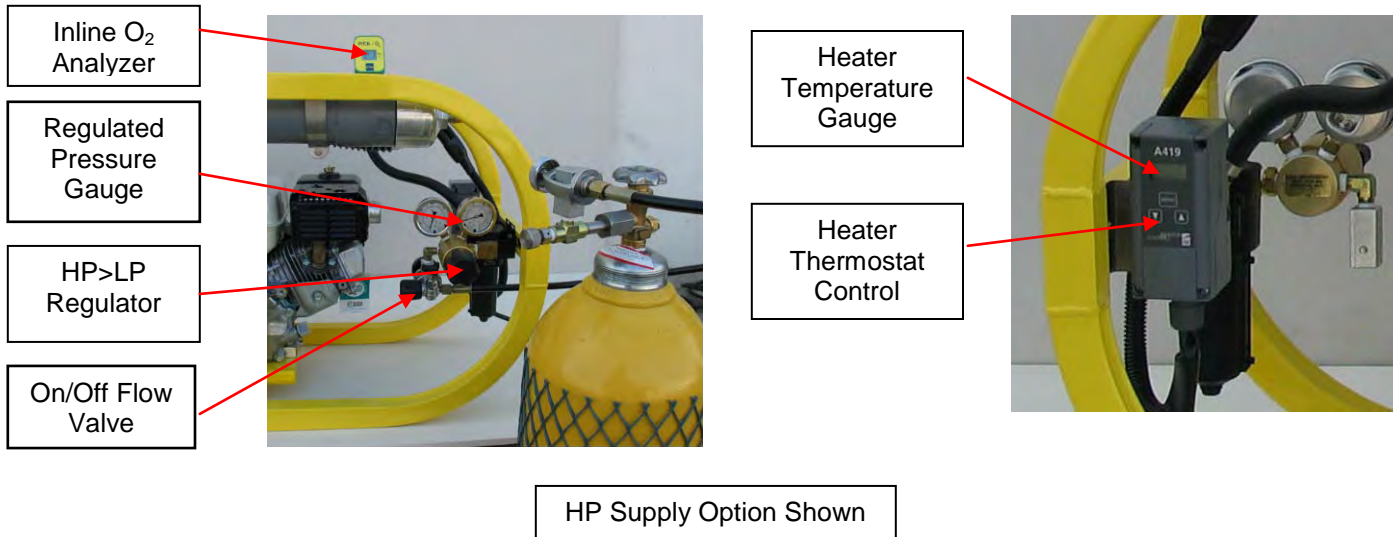 Inline O₂
Analyzer
Regulated
Pressure
Gauge
HP>LP
Regulator
On/Off Flow
Valve
Heater
Temperature
Gauge
Heater
Thermostat
Control
A419
HP Supply Option Shown